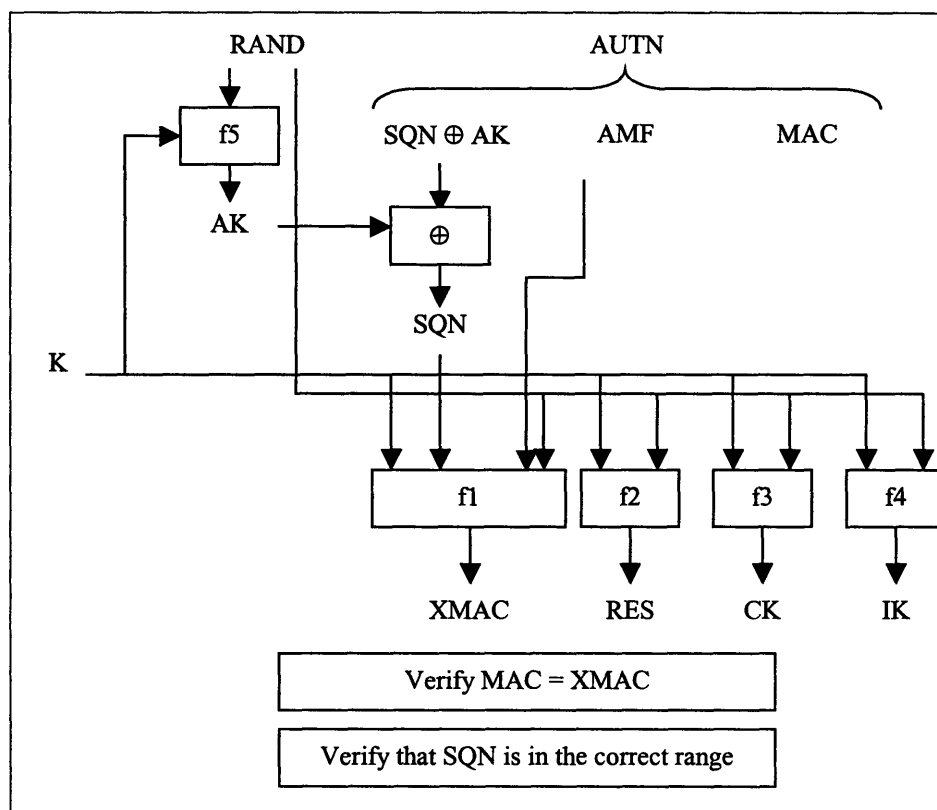 RAND AUTN
f5 SQN ⊕ AK AMF MAC
AK ⊕
SQN
K
f1 f2 f3 f4
XMAC RES CK IK
Verify MAC = XMAC
Verify that SQN is in the correct range